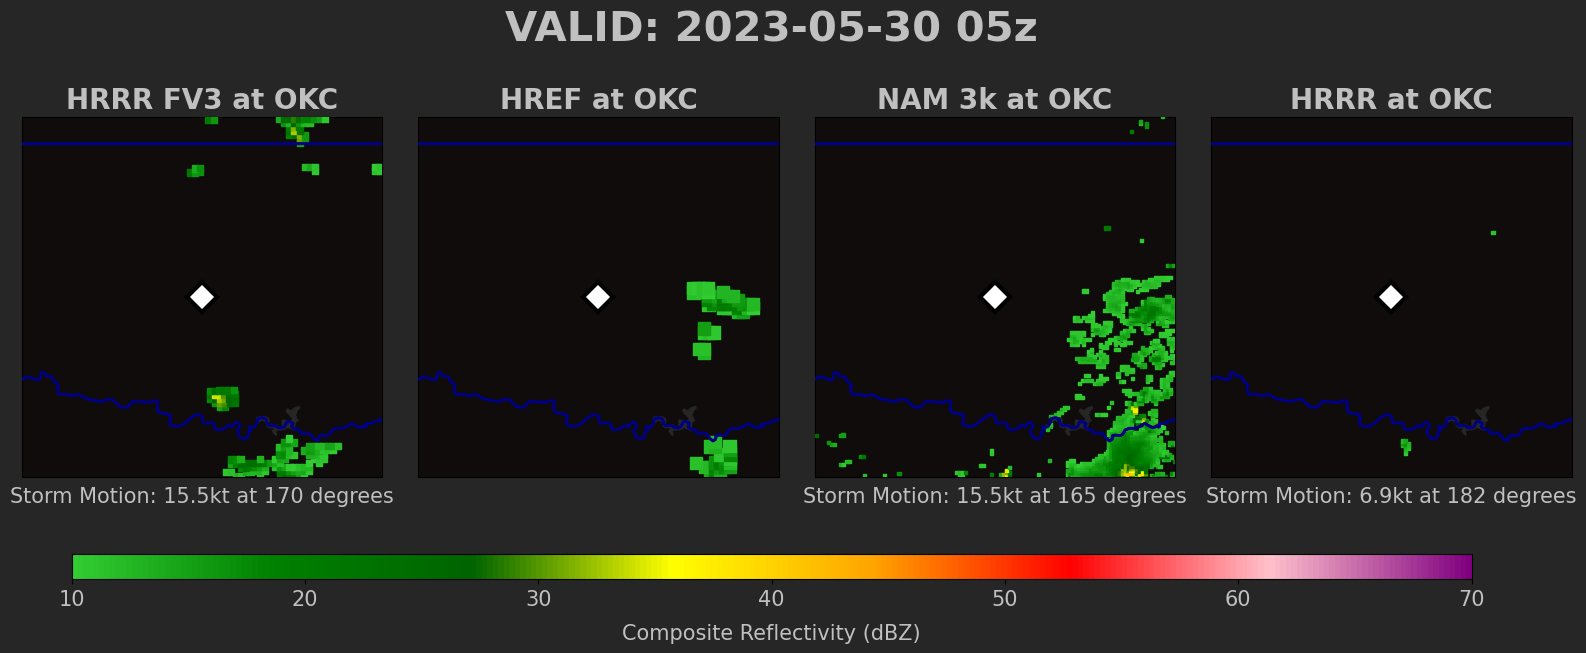 VALID: 2023-05-30 05z
HRRR FV3 at OKC
HREF at OKC
NAM 3k at OKC
HRRR at OKC
Storm Motion: 15.5kt at 170 degrees
Storm Motion: 15.5kt at 165 degrees
Storm Motion: 6.9kt at 182 degrees
10 20 30 40 50 60 70
Composite Reflectivity (dBZ)